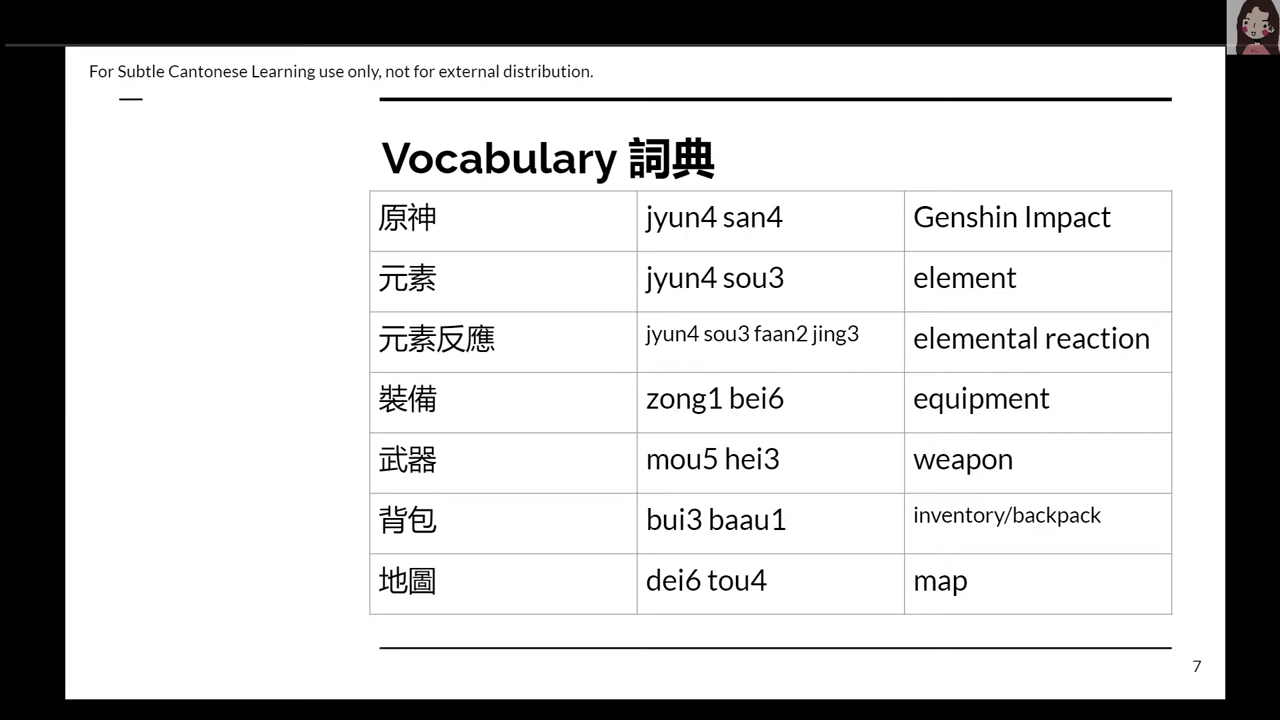 For Subtle Cantonese Learning use only, not for external distribution.
Vocabulary 詞典
原神 jyun4 san4 Genshin Impact
元素 jyun4 sou3 element
元素反應 jyun4 sou3 faan2 jing3 elemental reaction
裝備 zong1 bei6 equipment
武器 mou5 hei3 weapon
背包 bui3 baau1 inventory/backpack
地圖 dei6 tou4 map
7